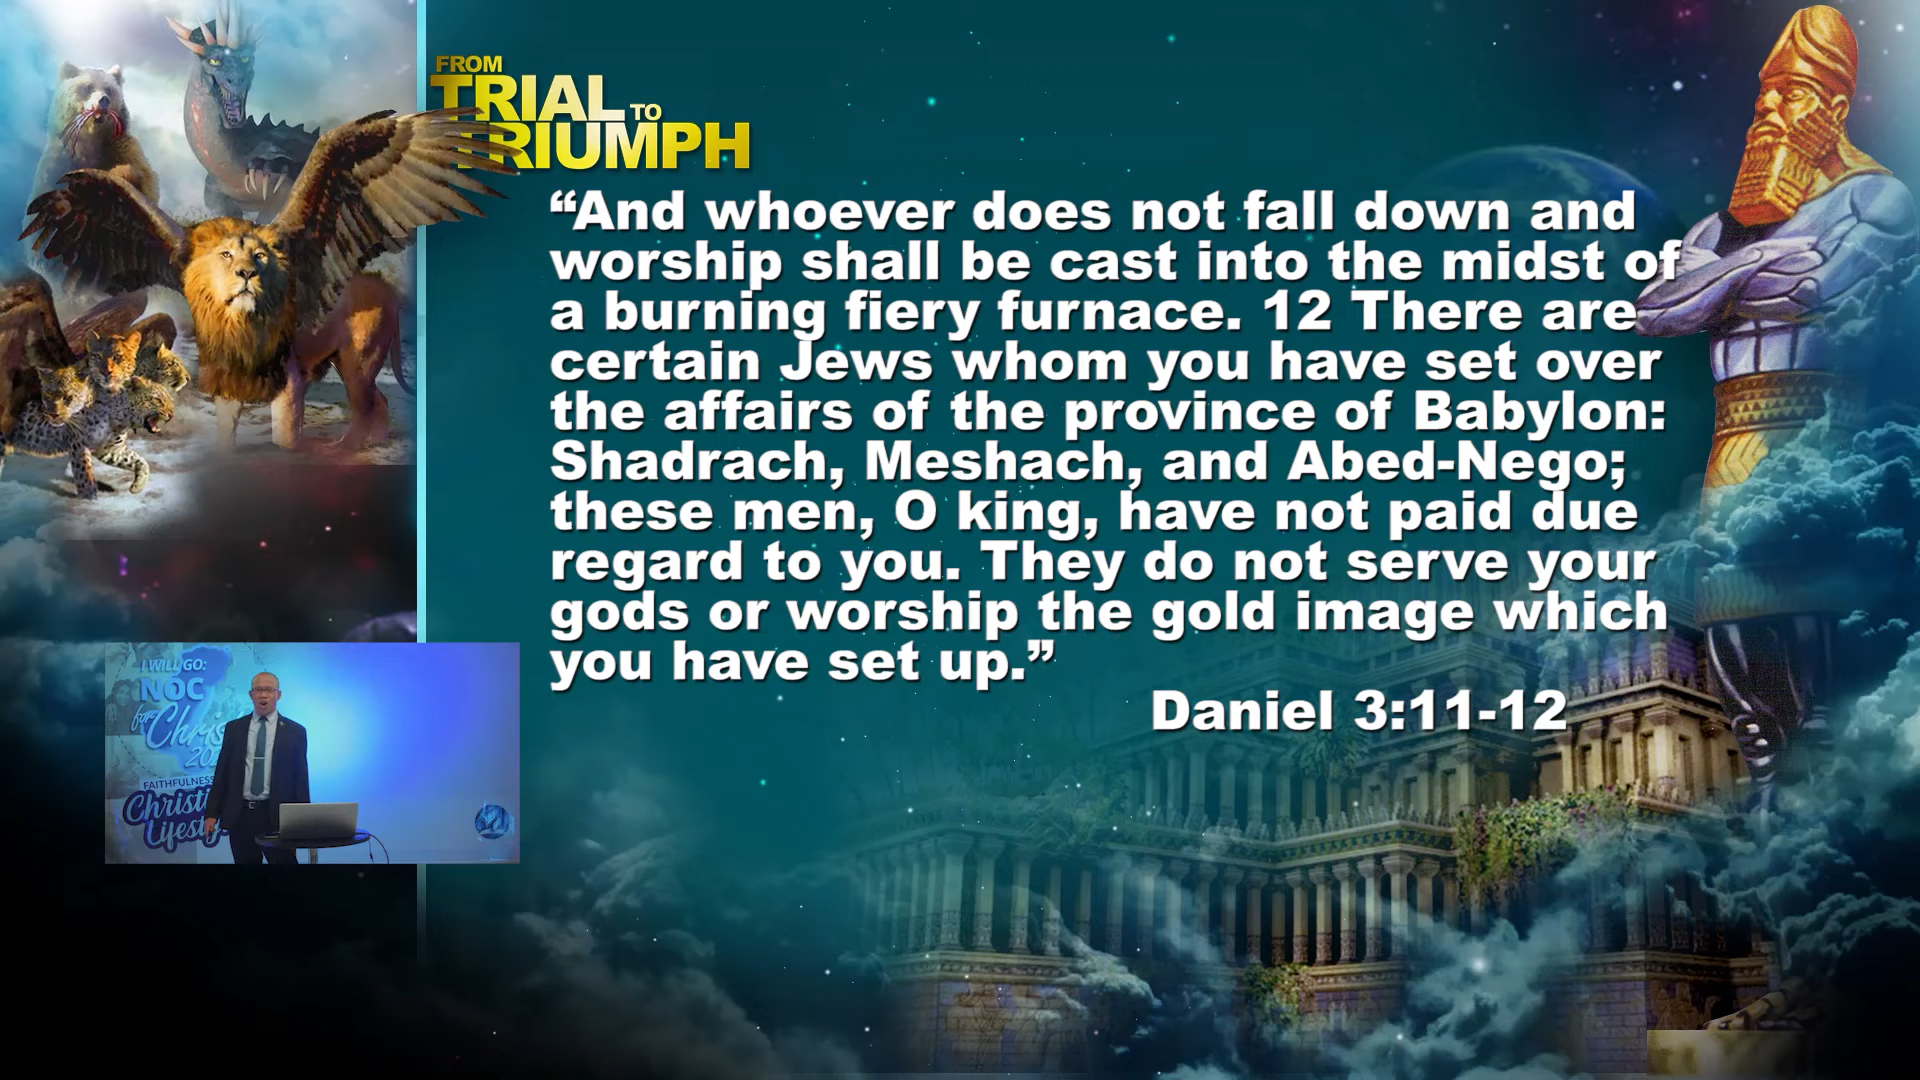 FROM
TRIAL TO
TRIUMPH
“And whoever does not fall down and
worship shall be cast into the midst of
a burning fiery furnace. 12 There are
certain Jews whom you have set over
the affairs of the province of Babylon:
Shadrach, Meshach, and Abed-Nego;
these men, O king, have not paid due
regard to you. They do not serve your
gods or worship the gold image which
you have set up.”
Daniel 3:11-12
I WILL GO:
NOC
for
FAITHFULNESS